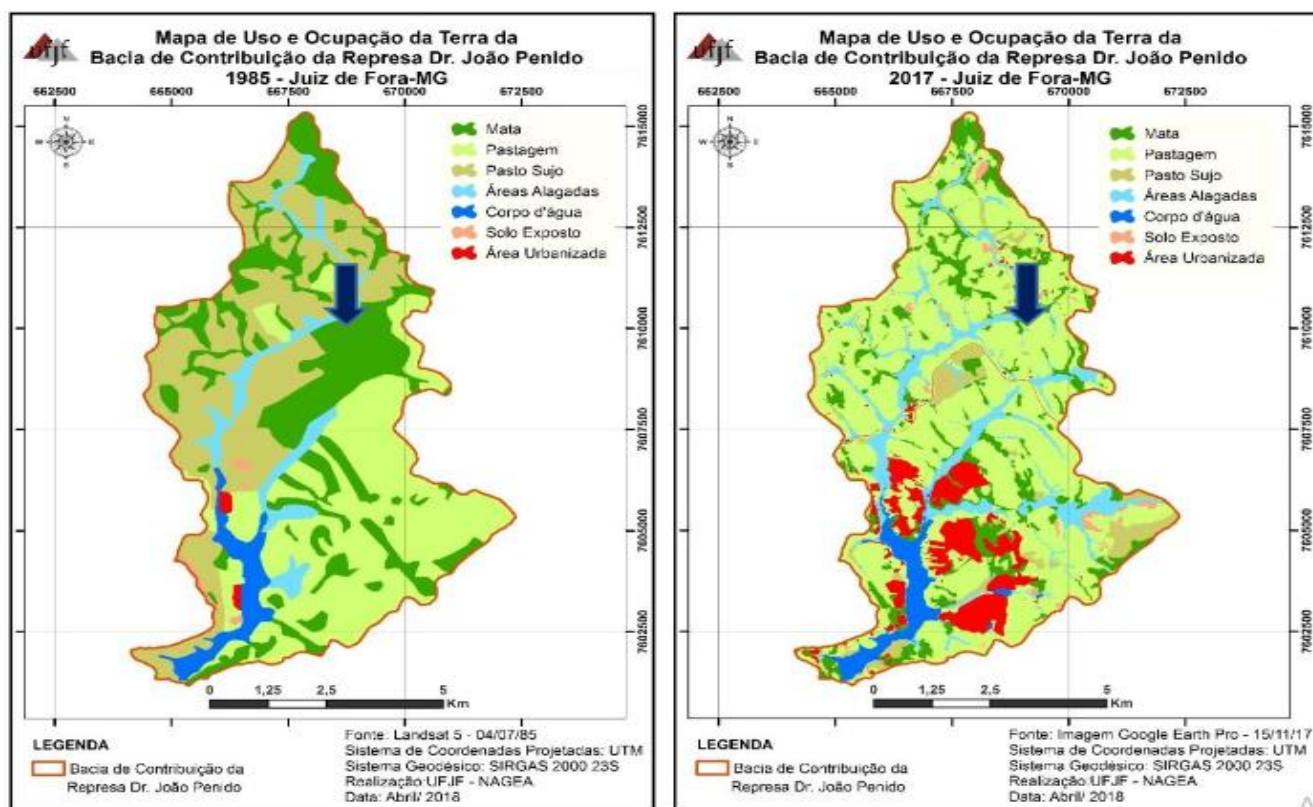 ufjf
Mapa de Uso e Ocupação da Terra da
Bacia de Contribuição da Represa Dr. João Penido
1985 - Juiz de Fora-MG
662500 665000 667500 670000 672500
N
W E
S
Mata
Pastagem
Pasto Sujo
Áreas Alagadas
Corpo d'água
Solo Exposto
Área Urbanizada
7615000
7612500
7610000
7607500
7605000
7602500
0 1,25 2,5 5
Km
LEGENDA
Bacia de Contribuição da
Represa Dr. João Penido
Fonte: Landsat 5 - 04/07/85
Sistema de Coordenadas Projetadas: UTM
Sistema Geodésico: SIRGAS 2000 23S
Realização:UFJF - NAGEA
Data: Abril/ 2018
ufjf
Mapa de Uso e Ocupação da Terra da
Bacia de Contribuição da Represa Dr. João Penido
2017 - Juiz de Fora-MG
662500 665000 667500 670000 672500
N
W E
S
Mata
Pastagem
Pasto Sujo
Áreas Alagadas
Corpo d'água
Solo Exposto
Área Urbanizada
7615000
7612500
7610000
7607500
7605000
7602500
0 1,25 2,5 5
Km
LEGENDA
Bacia de Contribuição da
Represa Dr. João Penido
Fonte: Imagem Google Earth Pro - 15/11/17
Sistema de Coordenadas Projetadas: UTM
Sistema Geodésico: SIRGAS 2000 23S
Realização:UFJF - NAGEA
Data: Abril/ 2018